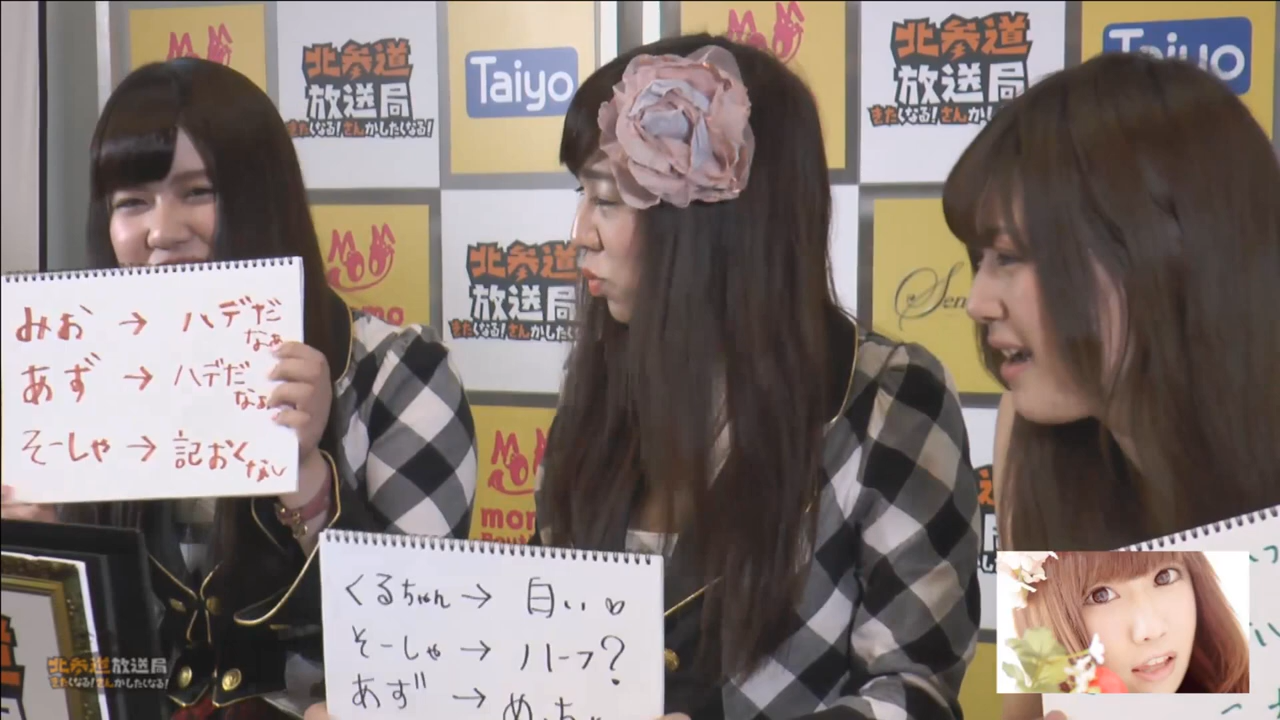 北参道
放送局
きたくなる!さんかしたくなる!
Taiyo
北参道
放送局
きたくなる!さんかしたくなる!
Taiyo
北参道
放送局
きたくなる!さんか
momo
Sen
mom
みお → ハデだなぁ
あず → ハデだなぁ
そーしゃ → 記おくなし
くるちゃん → 白い♡
そーしゃ → ハーフ?
あず → めっちゃ
北参道放送局
きたくなる!さんかしたくなる!